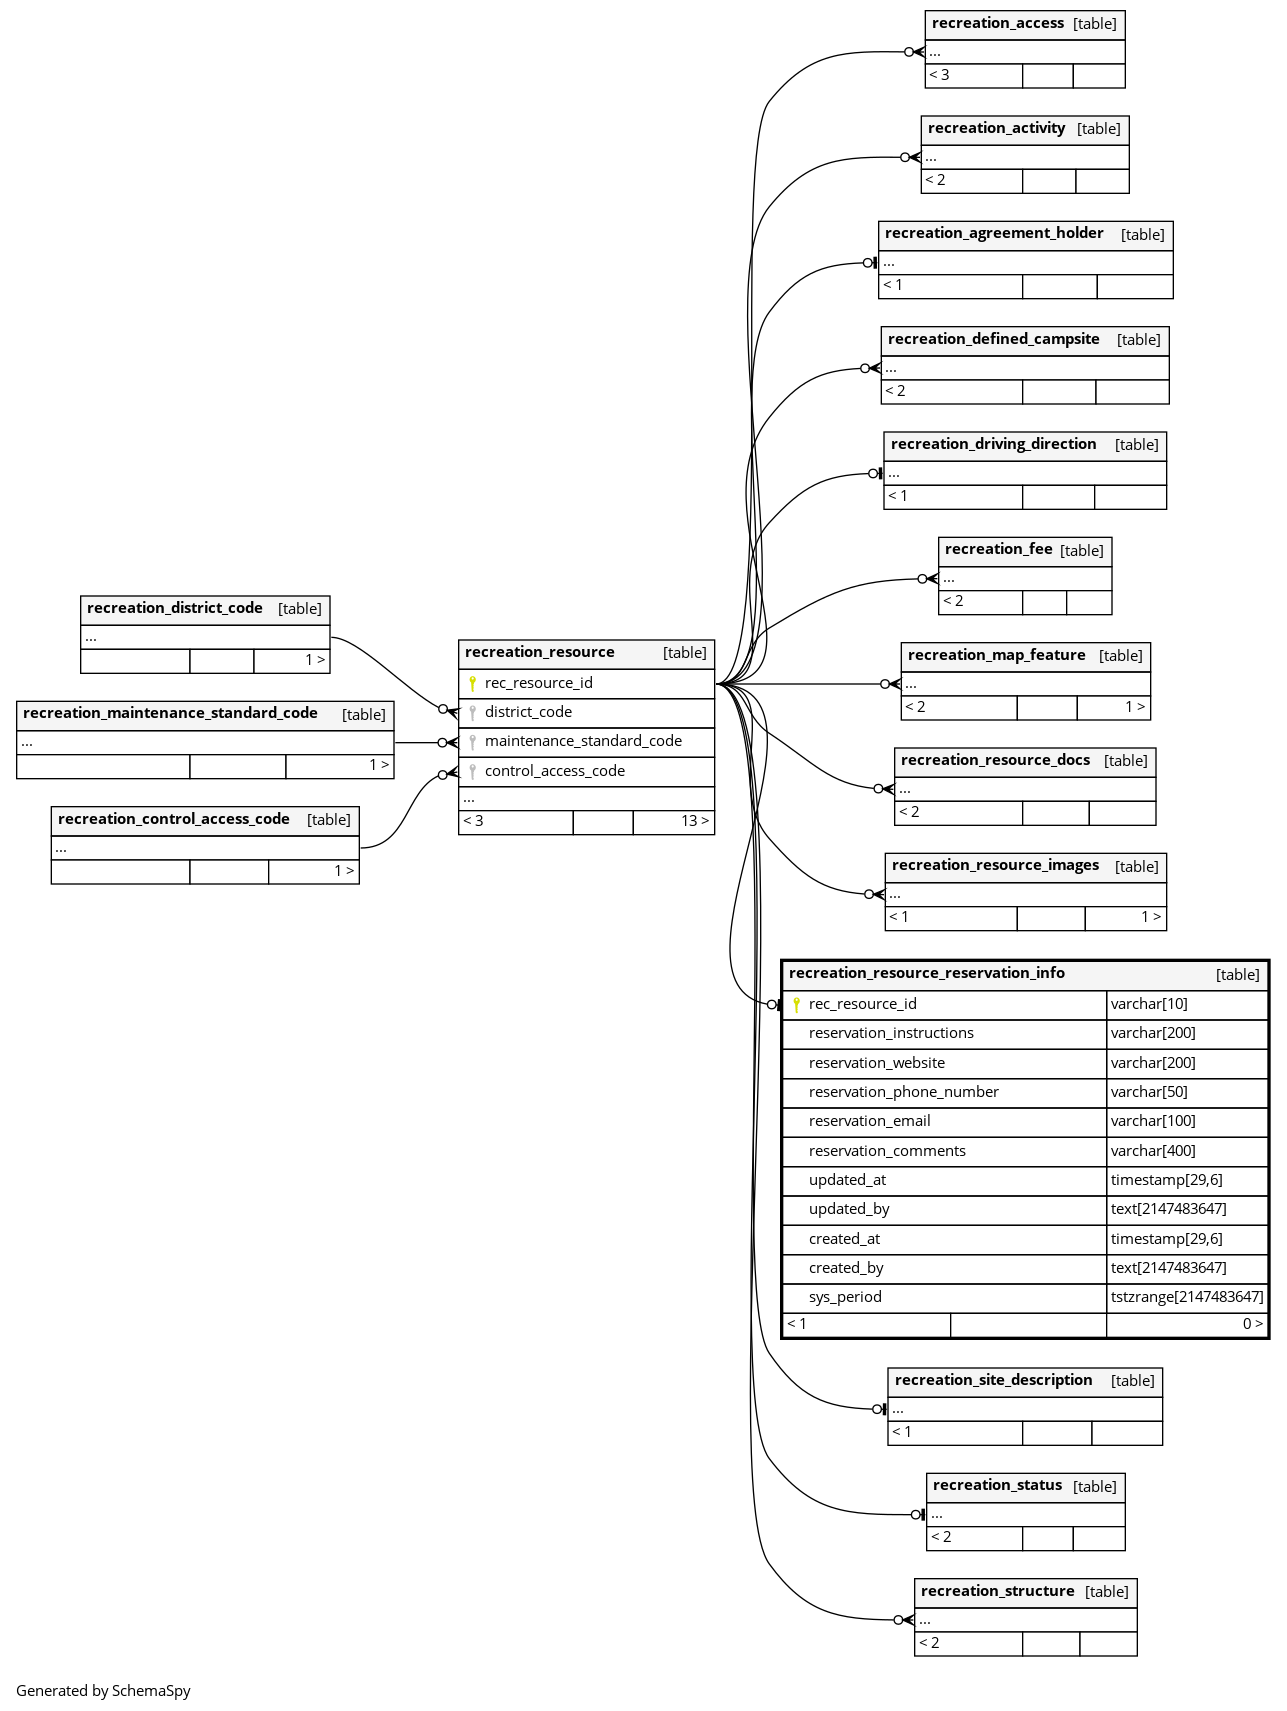 recreation_access [table]
...
< 3
recreation_activity [table]
...
< 2
recreation_agreement_holder [table]
...
< 1
recreation_defined_campsite [table]
...
< 2
recreation_driving_direction [table]
...
< 1
recreation_fee [table]
...
< 2
recreation_district_code [table]
...
1 >
recreation_maintenance_standard_code [table]
...
1 >
recreation_control_access_code [table]
...
1 >
recreation_resource [table]
rec_resource_id
district_code
maintenance_standard_code
control_access_code
...
< 3 13 >
recreation_map_feature [table]
...
< 2 1 >
recreation_resource_docs [table]
...
< 2
recreation_resource_images [table]
...
< 1 1 >
recreation_resource_reservation_info [table]
rec_resource_id varchar[10]
reservation_instructions varchar[200]
reservation_website varchar[200]
reservation_phone_number varchar[50]
reservation_email varchar[100]
reservation_comments varchar[400]
updated_at timestamp[29,6]
updated_by text[2147483647]
created_at timestamp[29,6]
created_by text[2147483647]
sys_period tstzrange[2147483647]
< 1 0 >
recreation_site_description [table]
...
< 1
recreation_status [table]
...
< 2
recreation_structure [table]
...
< 2
Generated by SchemaSpy